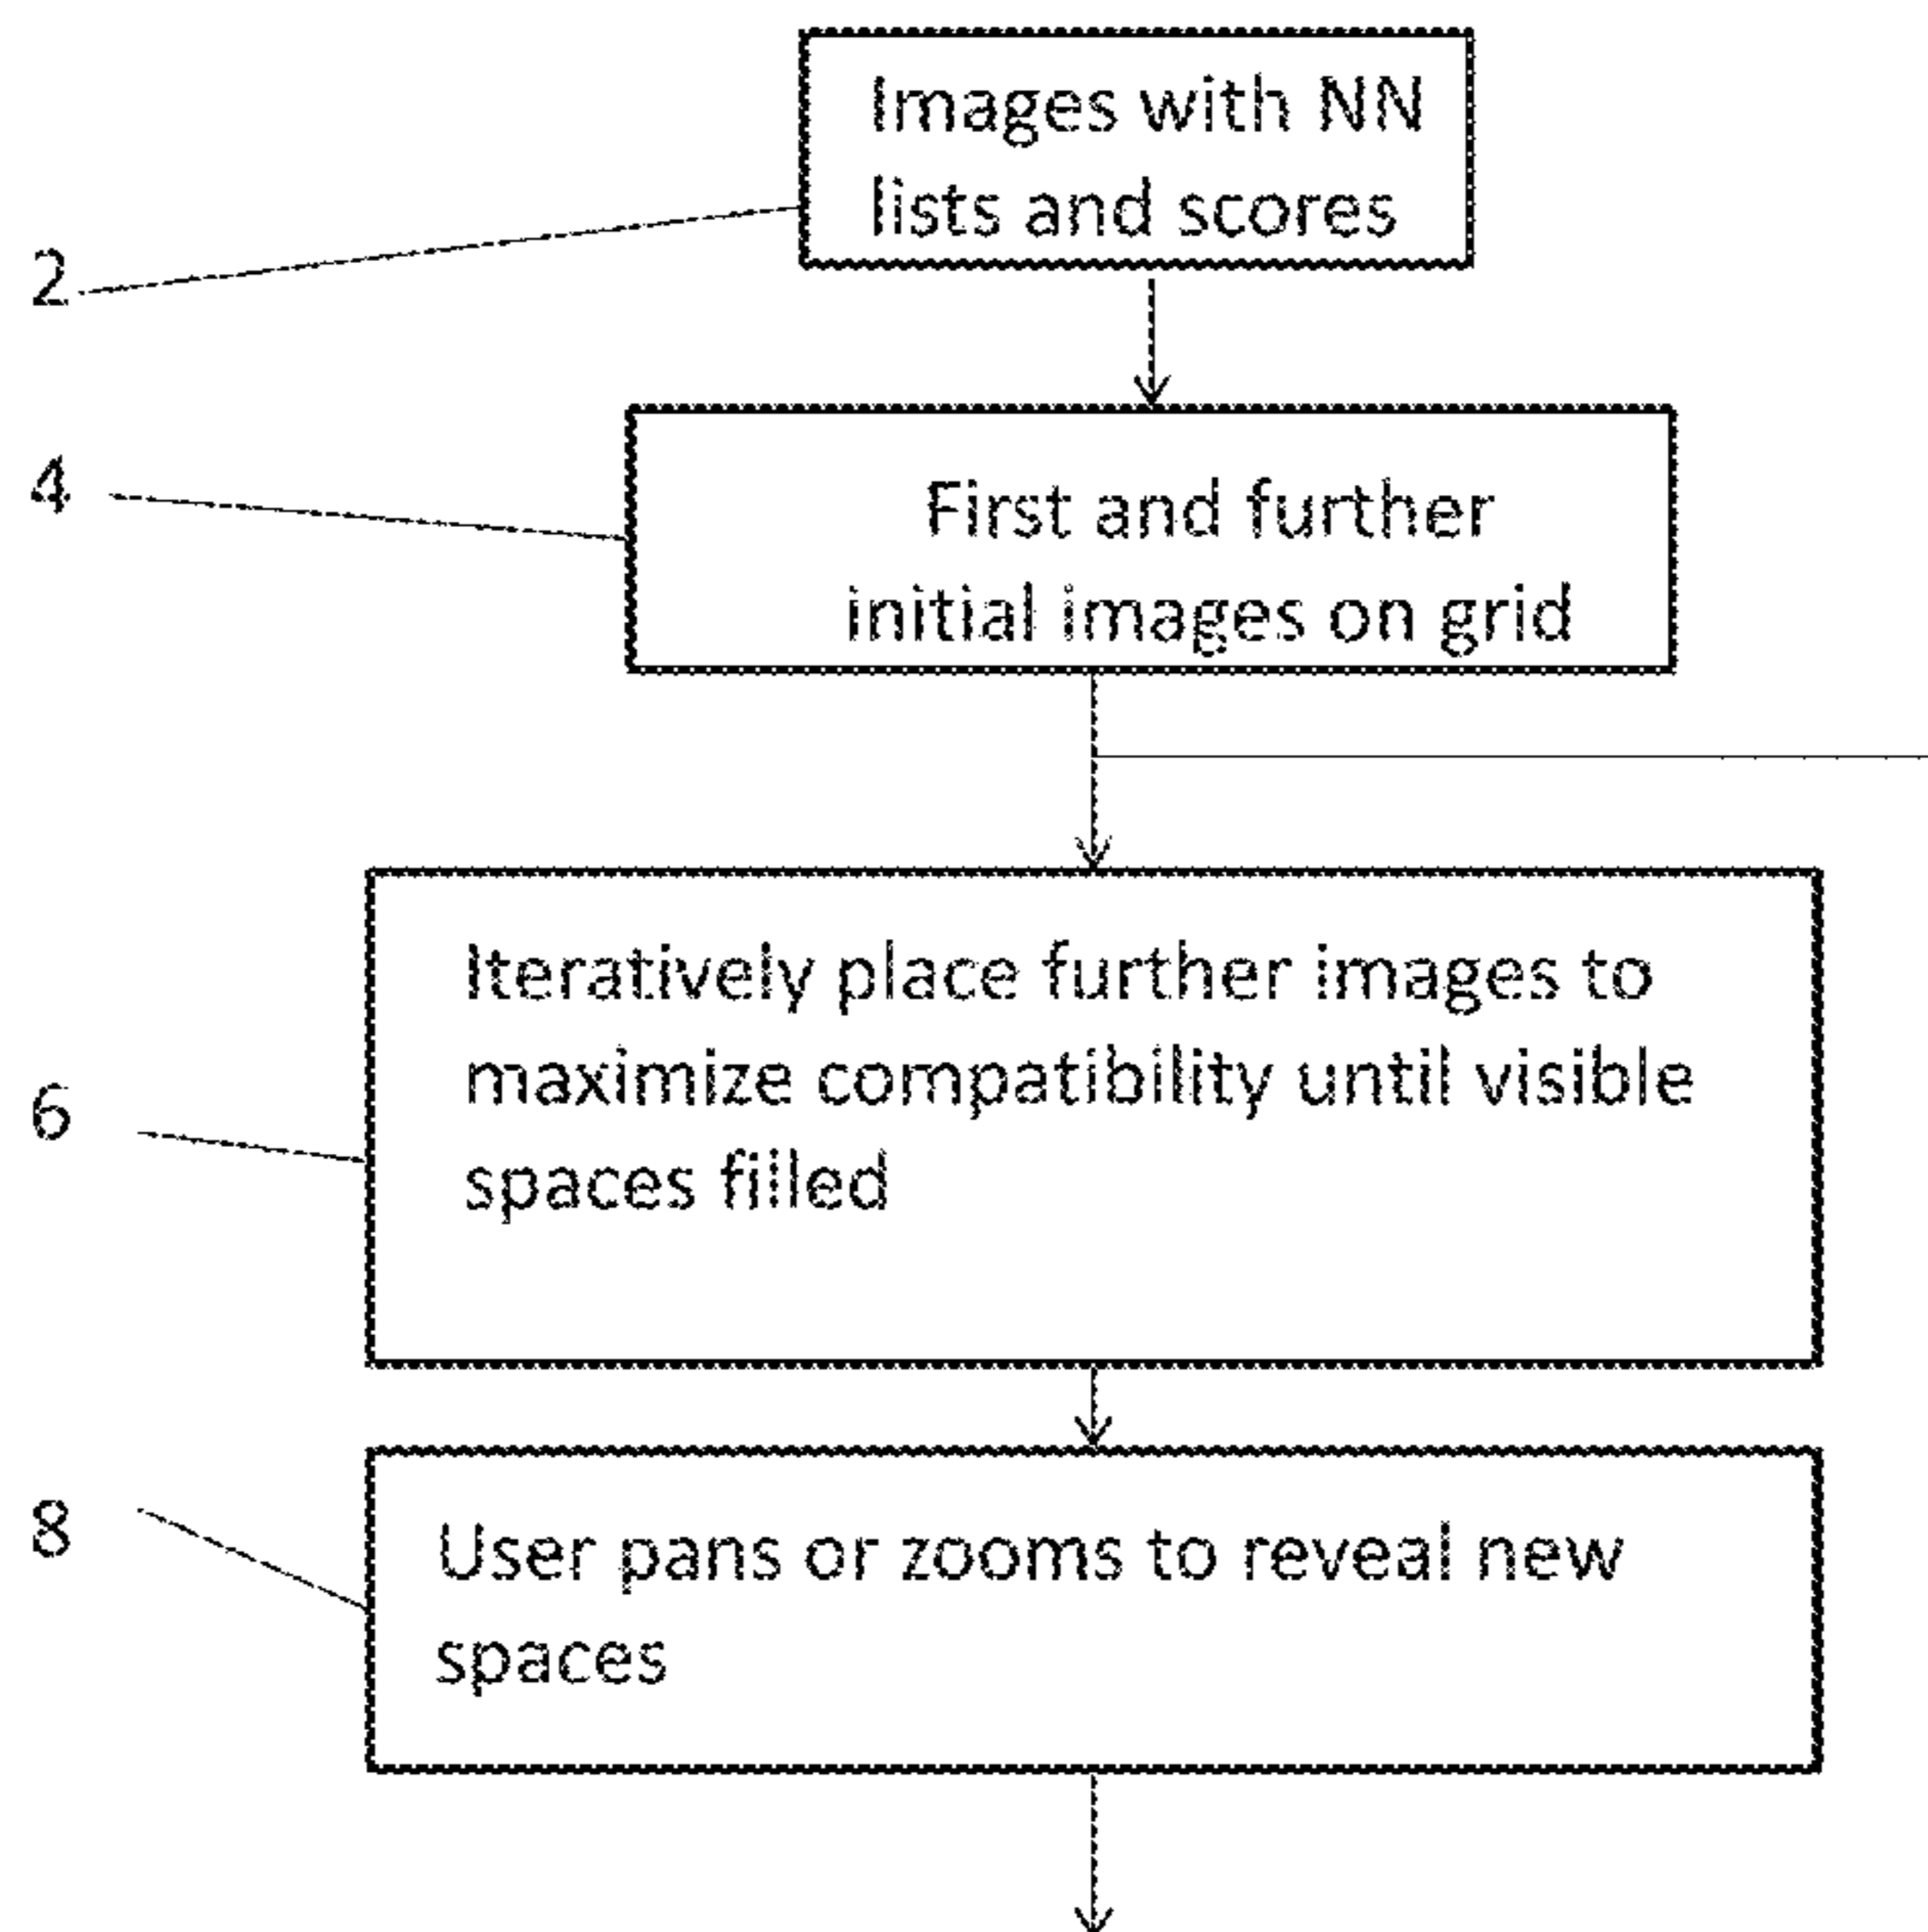 Images with NN
lists and scores
2
4
First and further
initial images on grid
Iteratively place further images to
maximize compatibility until visible
spaces filled
6
8
User pans or zooms to reveal new
spaces